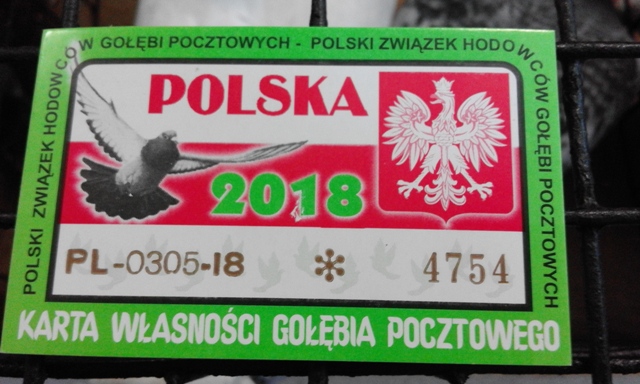 POLSKI ZWIĄZEK HODOWCÓW GOŁĘBI POCZTOWYCH - POLSKI ZWIĄZEK HODOWCÓW GOŁĘBI POCZTOWYCH
POLSKA
2018
PL-0305-18 * 4754
KARTA WŁASNOŚCI GOŁĘBIA POCZTOWEGO